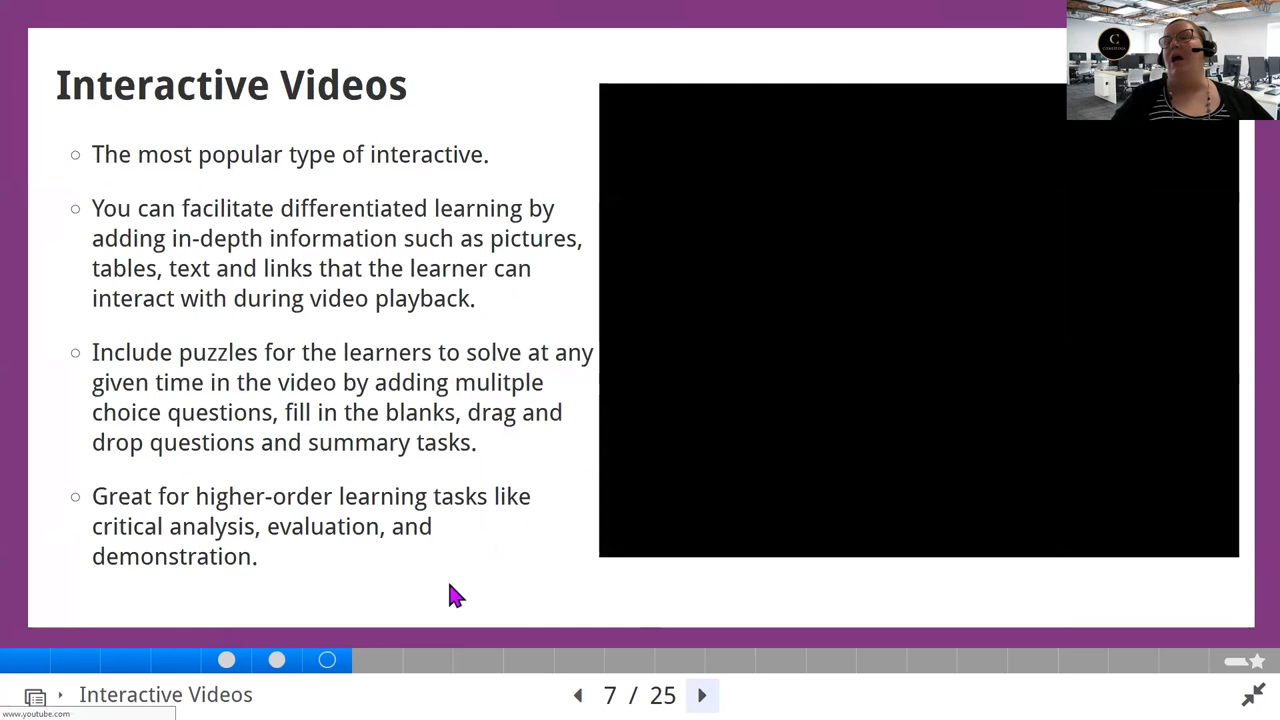 Interactive Videos
The most popular type of interactive.
You can facilitate differentiated learning by
adding in-depth information such as pictures,
tables, text and links that the learner can
interact with during video playback.
Include puzzles for the learners to solve at any
given time in the video by adding mulitple
choice questions, fill in the blanks, drag and
drop questions and summary tasks.
Great for higher-order learning tasks like
critical analysis, evaluation, and
demonstration.
C
CONESTOGA
Interactive Videos
7 / 25
www.youtube.com